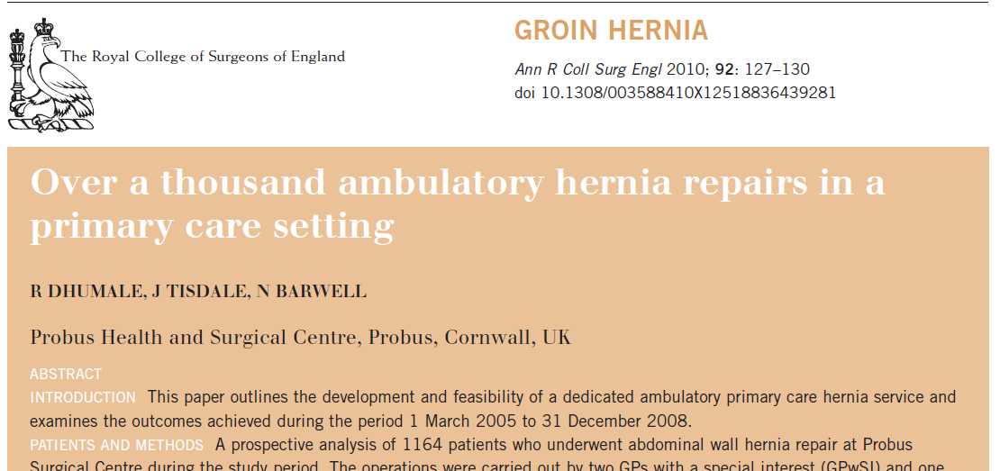 The Royal College of Surgeons of England
GROIN HERNIA
Ann R Coll Surg Engl 2010; 92: 127–130
doi 10.1308/003588410X12518836439281
Over a thousand ambulatory hernia repairs in a
primary care setting
R DHUMALE, J TISDALE, N BARWELL
Probus Health and Surgical Centre, Probus, Cornwall, UK
ABSTRACT
INTRODUCTION This paper outlines the development and feasibility of a dedicated ambulatory primary care hernia service and
examines the outcomes achieved during the period 1 March 2005 to 31 December 2008.
PATIENTS AND METHODS A prospective analysis of 1164 patients who underwent abdominal wall hernia repair at Probus
Surgical Centre during the study period. The operations were carried out by two GPs with a special interest (GPwSI) and one